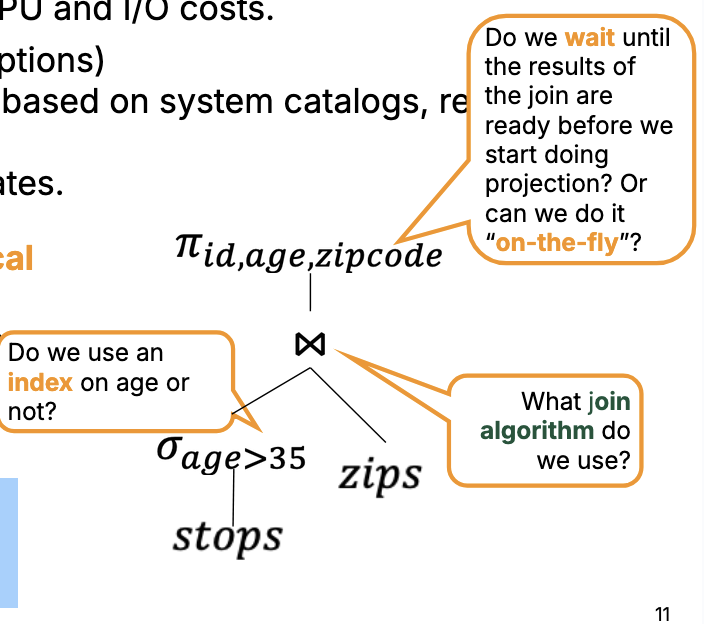 PU and I/O costs.
ptions)
based on system catalogs, re
ates.
cal
Do we wait until
the results of
the join are
ready before we
start doing
projection? Or
can we do it
“on-the-fly”?
π id,age,zipcode
⋈
Do we use an
index on age or
not?
What join
algorithm do
we use?
σ age>35
zips
stops
11